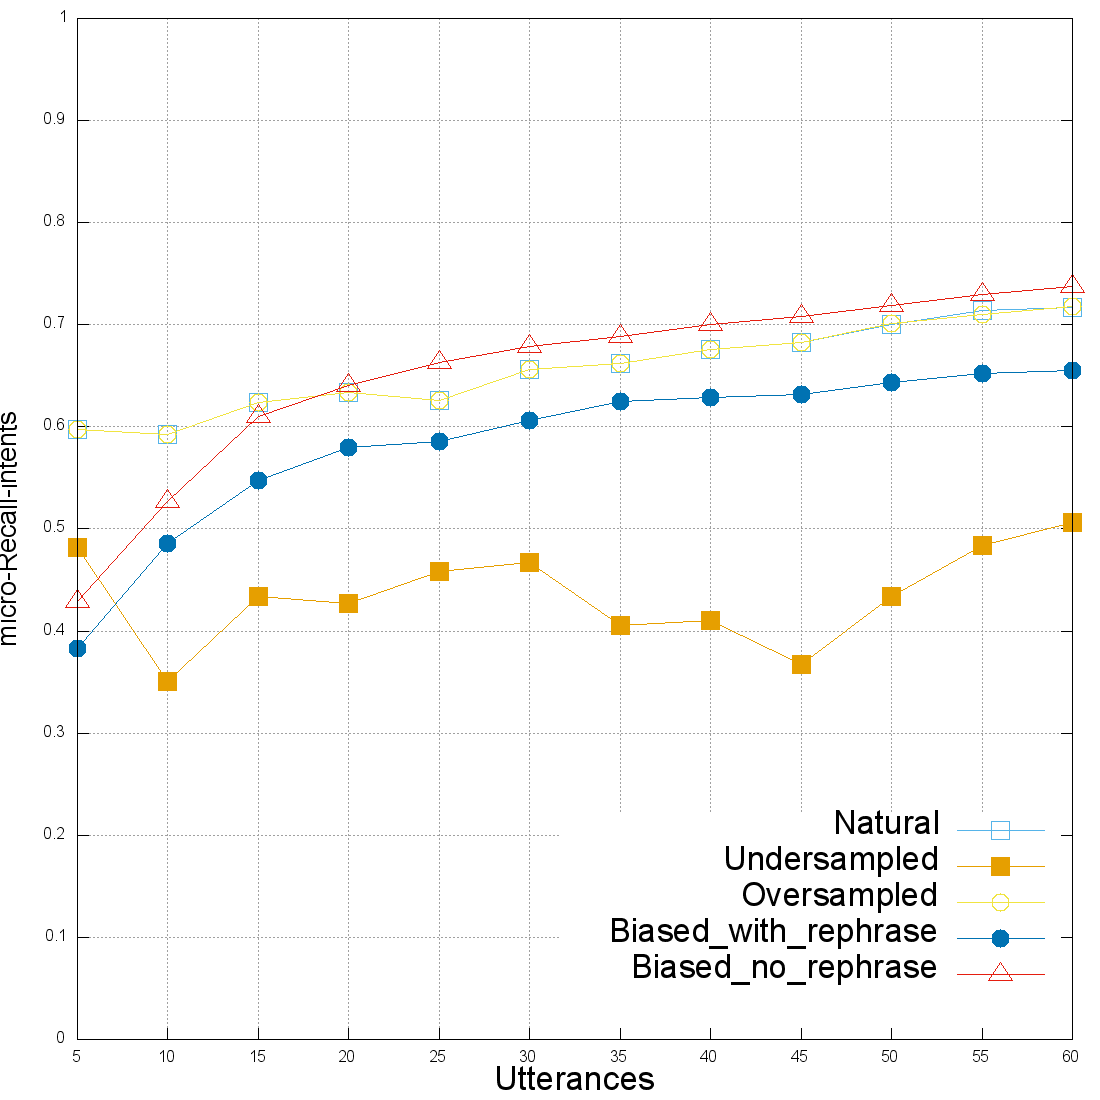 1
0.9
0.8
0.7
0.6
0.5
0.4
0.3
0.2
0.1
0
micro-Recall-intents
Natural
Undersampled
Oversampled
Biased_with_rephrase
Biased_no_rephrase
5 10 15 20 25 30 35 40 45 50 55 60
Utterances